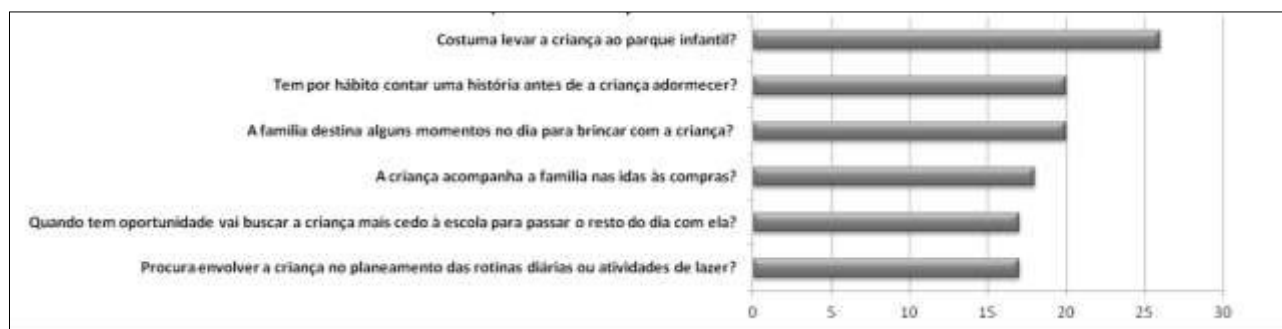 Costuma levar a criança ao parque infantil?
Tem por hábito contar uma história antes de a criança adormecer?
A família destina alguns momentos no dia para brincar com a criança?
A criança acompanha a família nas idas às compras?
Quando tem oportunidade vai buscar a criança mais cedo à escola para passar o resto do dia com ela?
Procura envolver a criança no planeamento das rotinas diárias ou atividades de lazer?
0 5 10 15 20 25 30